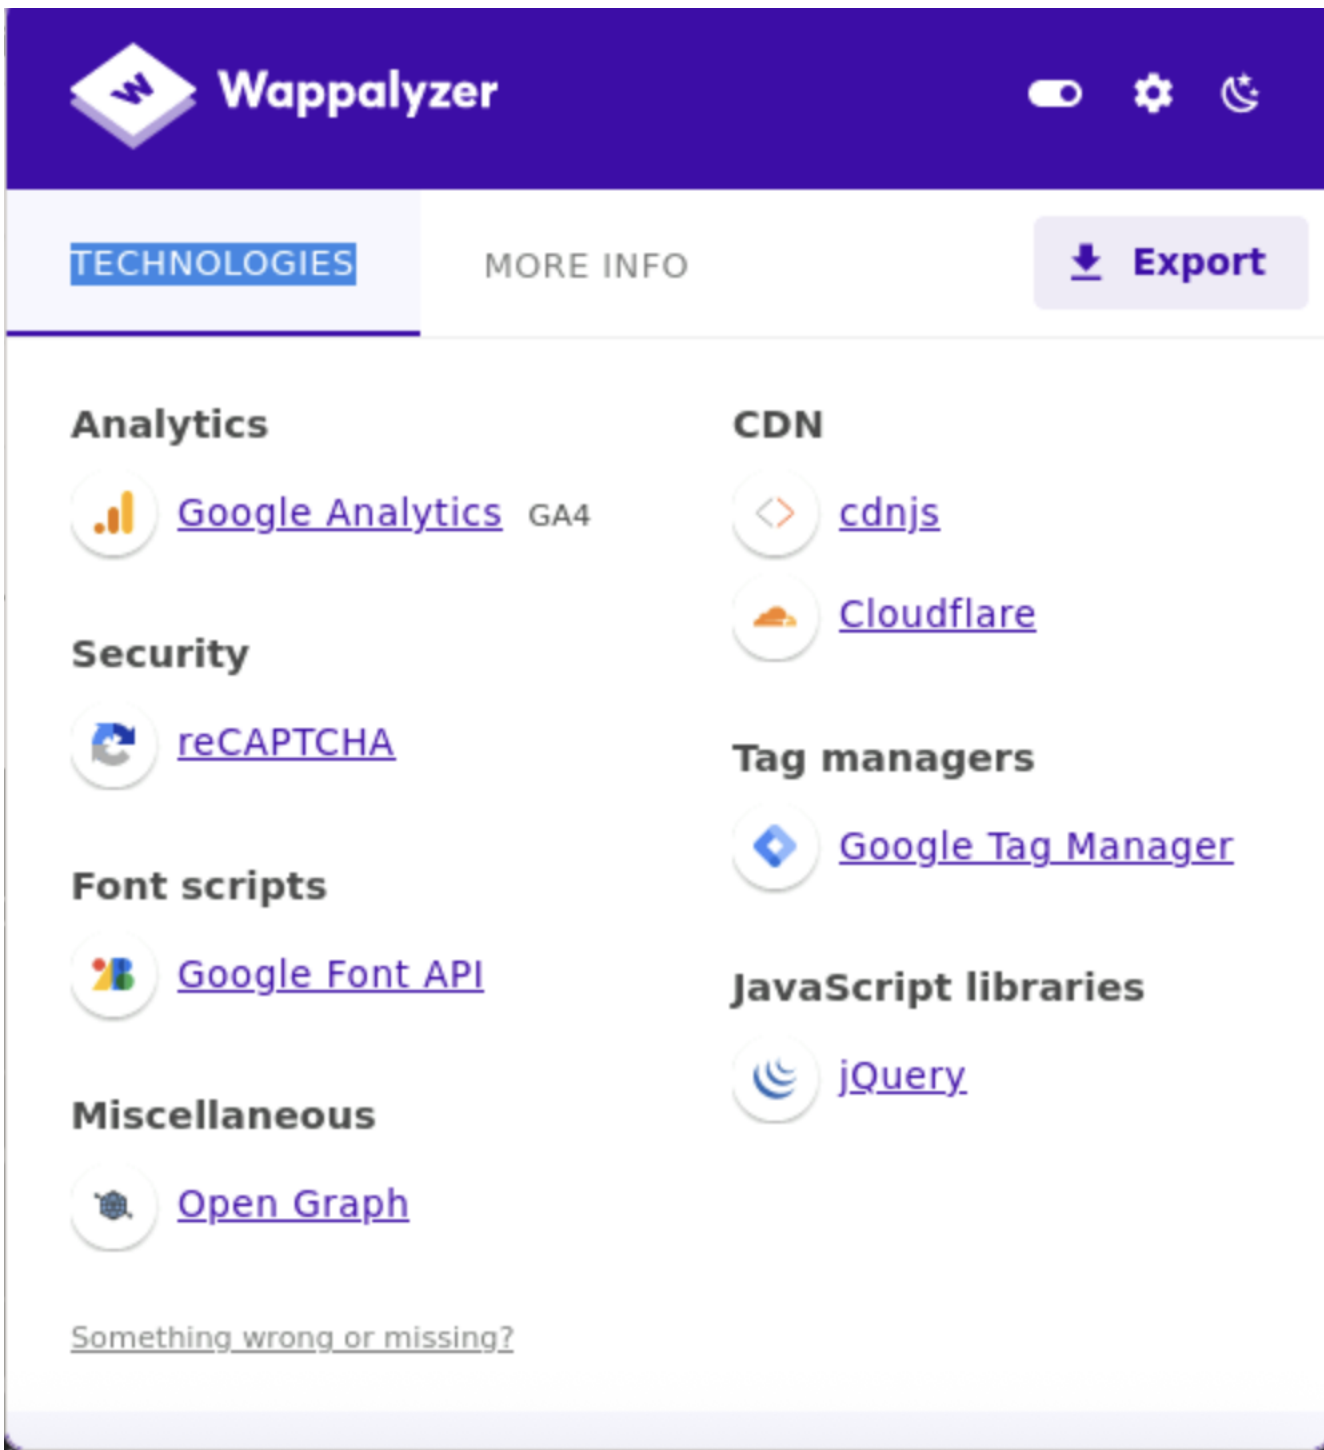 Wappalyzer
TECHNOLOGIES
MORE INFO
Export
Analytics
Google Analytics GA4
Security
reCAPTCHA
Font scripts
Google Font API
Miscellaneous
Open Graph
CDN
cdnjs
Cloudflare
Tag managers
Google Tag Manager
JavaScript libraries
jQuery
Something wrong or missing?